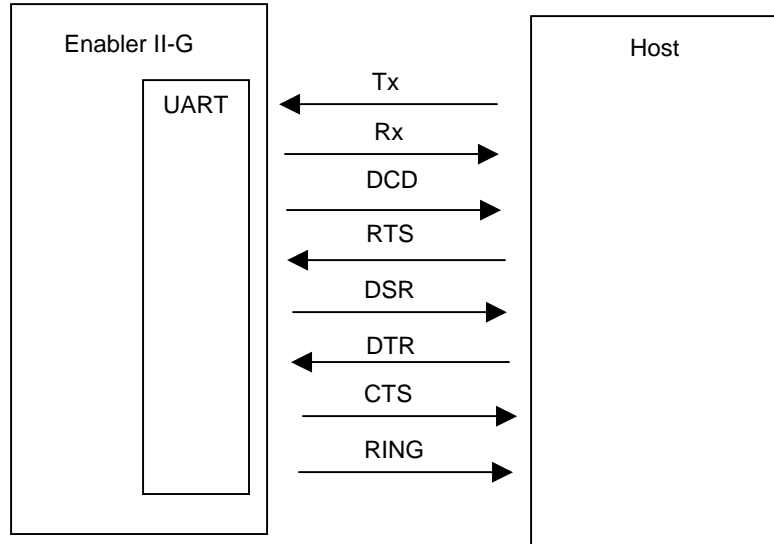 Enabler II-G
Host
UART
Tx
Rx
DCD
RTS
DSR
DTR
CTS
RING